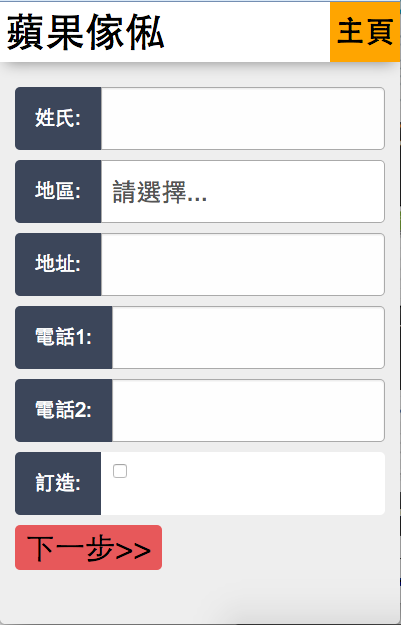 蘋果傢俬 主頁
姓氏:
地區: 請選擇...
地址:
電話1:
電話2:
訂造:
下一步>>